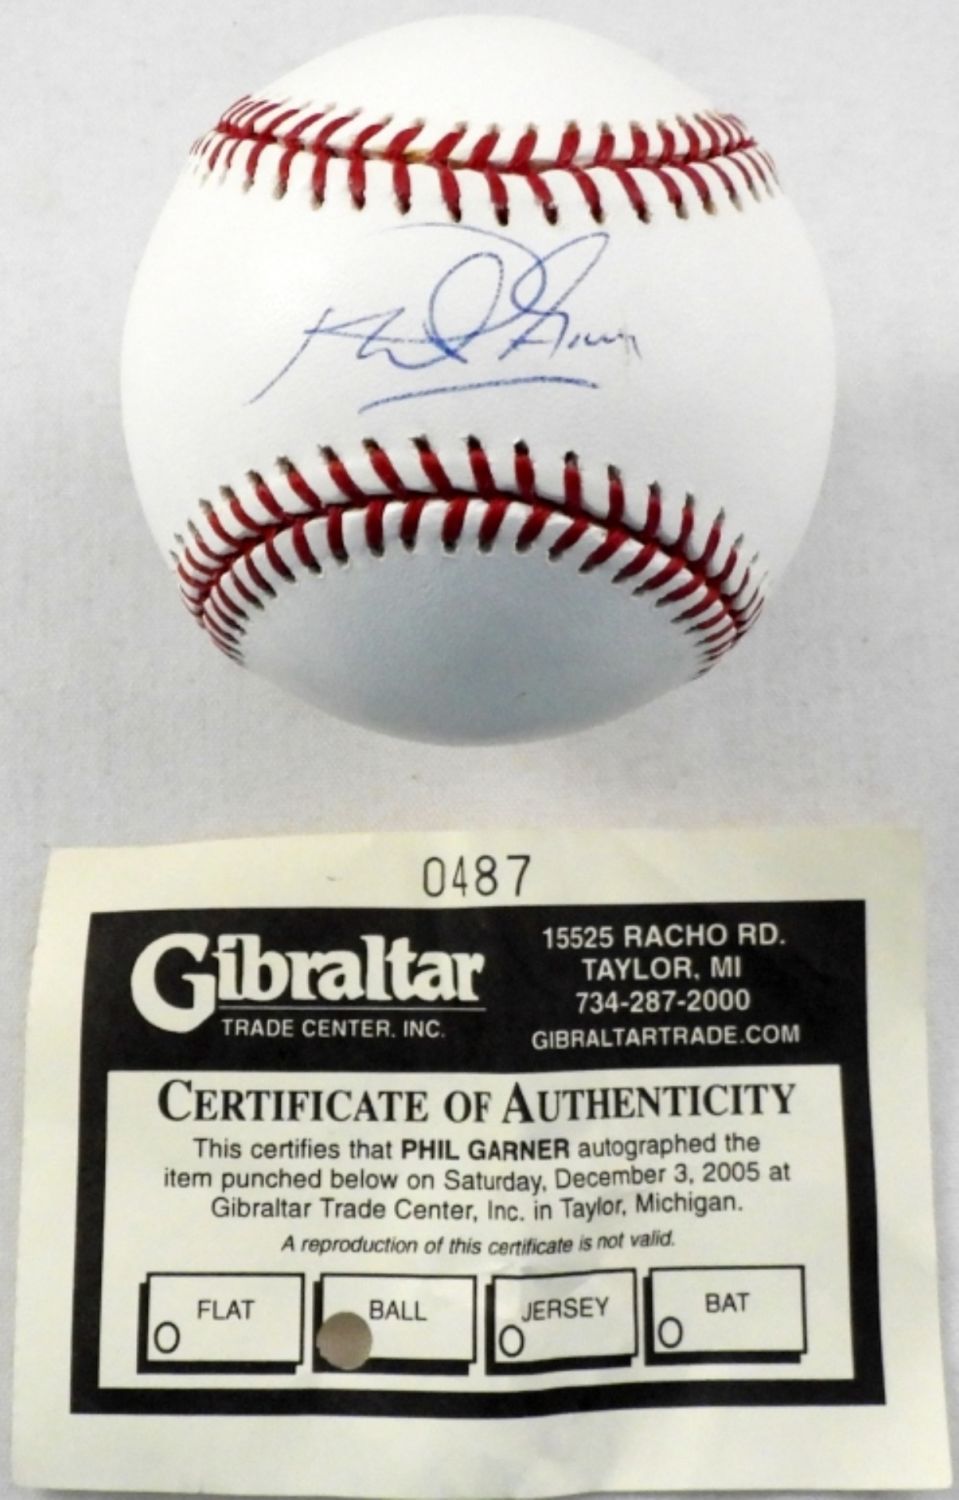 Phil Garner
0487
Gibraltar
TRADE CENTER, INC.
15525 RACHO RD.
TAYLOR, MI
734-287-2000
GIBRALTARTRADE.COM
CERTIFICATE OF AUTHENTICITY
This certifies that PHIL GARNER autographed the
item punched below on Saturday, December 3, 2005 at
Gibraltar Trade Center, Inc. in Taylor, Michigan.
A reproduction of this certificate is not valid.
FLAT
BALL
JERSEY
BAT